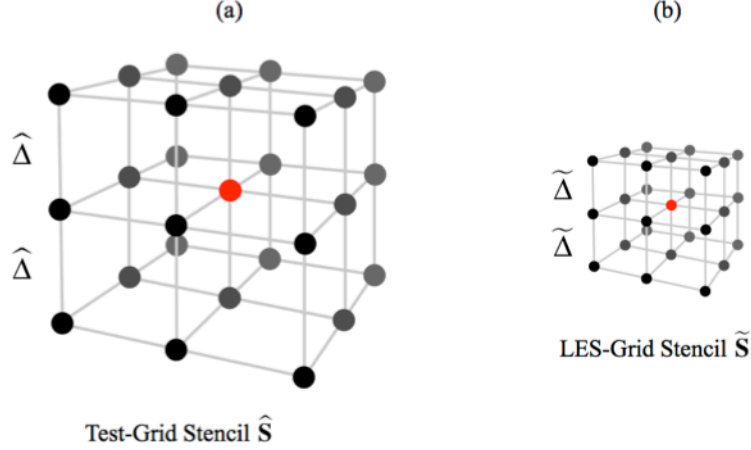 (a)
(b)
Δ̂
Δ̂
Δ̃
Δ̃
LES-Grid Stencil S̃
Test-Grid Stencil Ŝ